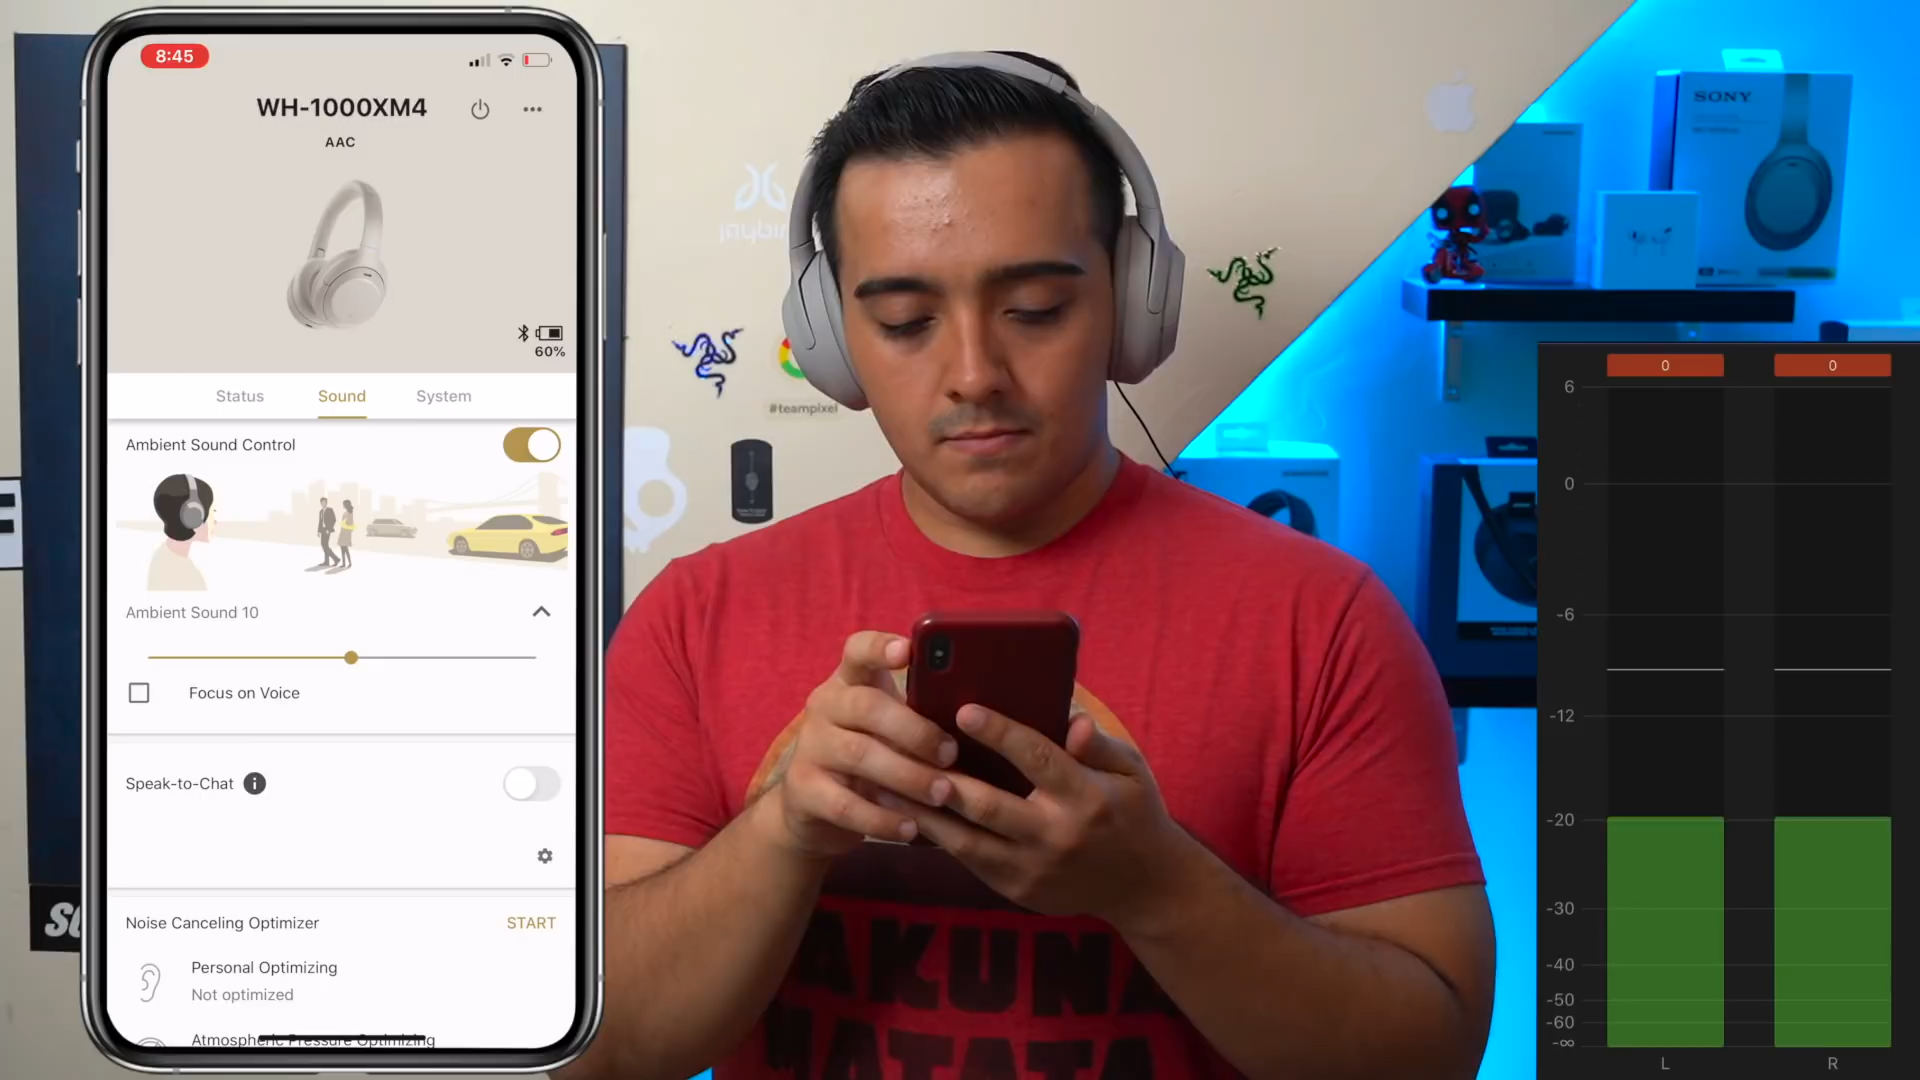 8:45
WH-1000XM4
AAC
60%
Status Sound System
Ambient Sound Control
Ambient Sound 10
Focus on Voice
Speak-to-Chat
Noise Canceling Optimizer START
Personal Optimizing
Not optimized
Atmospheric Pressure Optimizing
#teampixel
SONY
AKUNA
MATATA
0 0
6
0
-6
-12
-20
-30
-40
-50
-60
-∞
L R